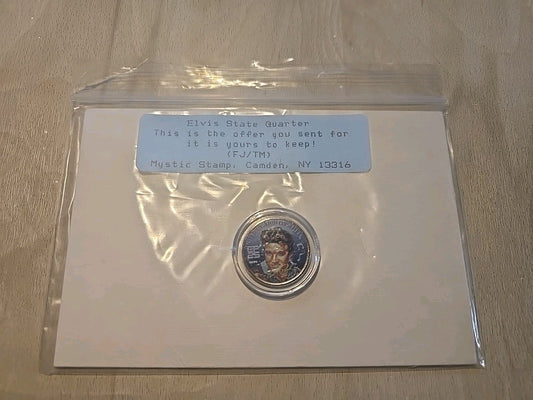 Elvis State Quarter
This is the offer you sent for
it is yours to keep!
(FJ/TM)
Mystic Stamp, Camden, NY 13316